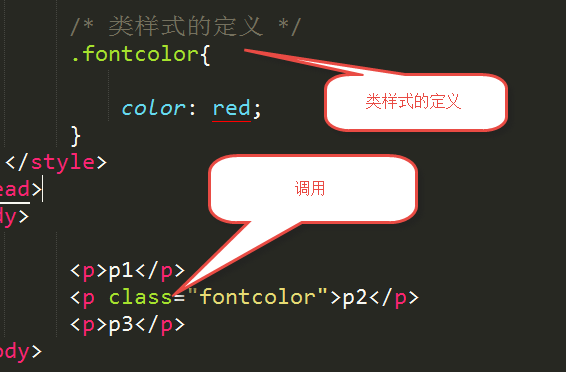 /* 类样式的定义 */
.fontcolor{
类样式的定义
color: red;
}
</style>
ead>
调用
dy>
<p>p1</p>
<p class="fontcolor">p2</p>
<p>p3</p>
ody>